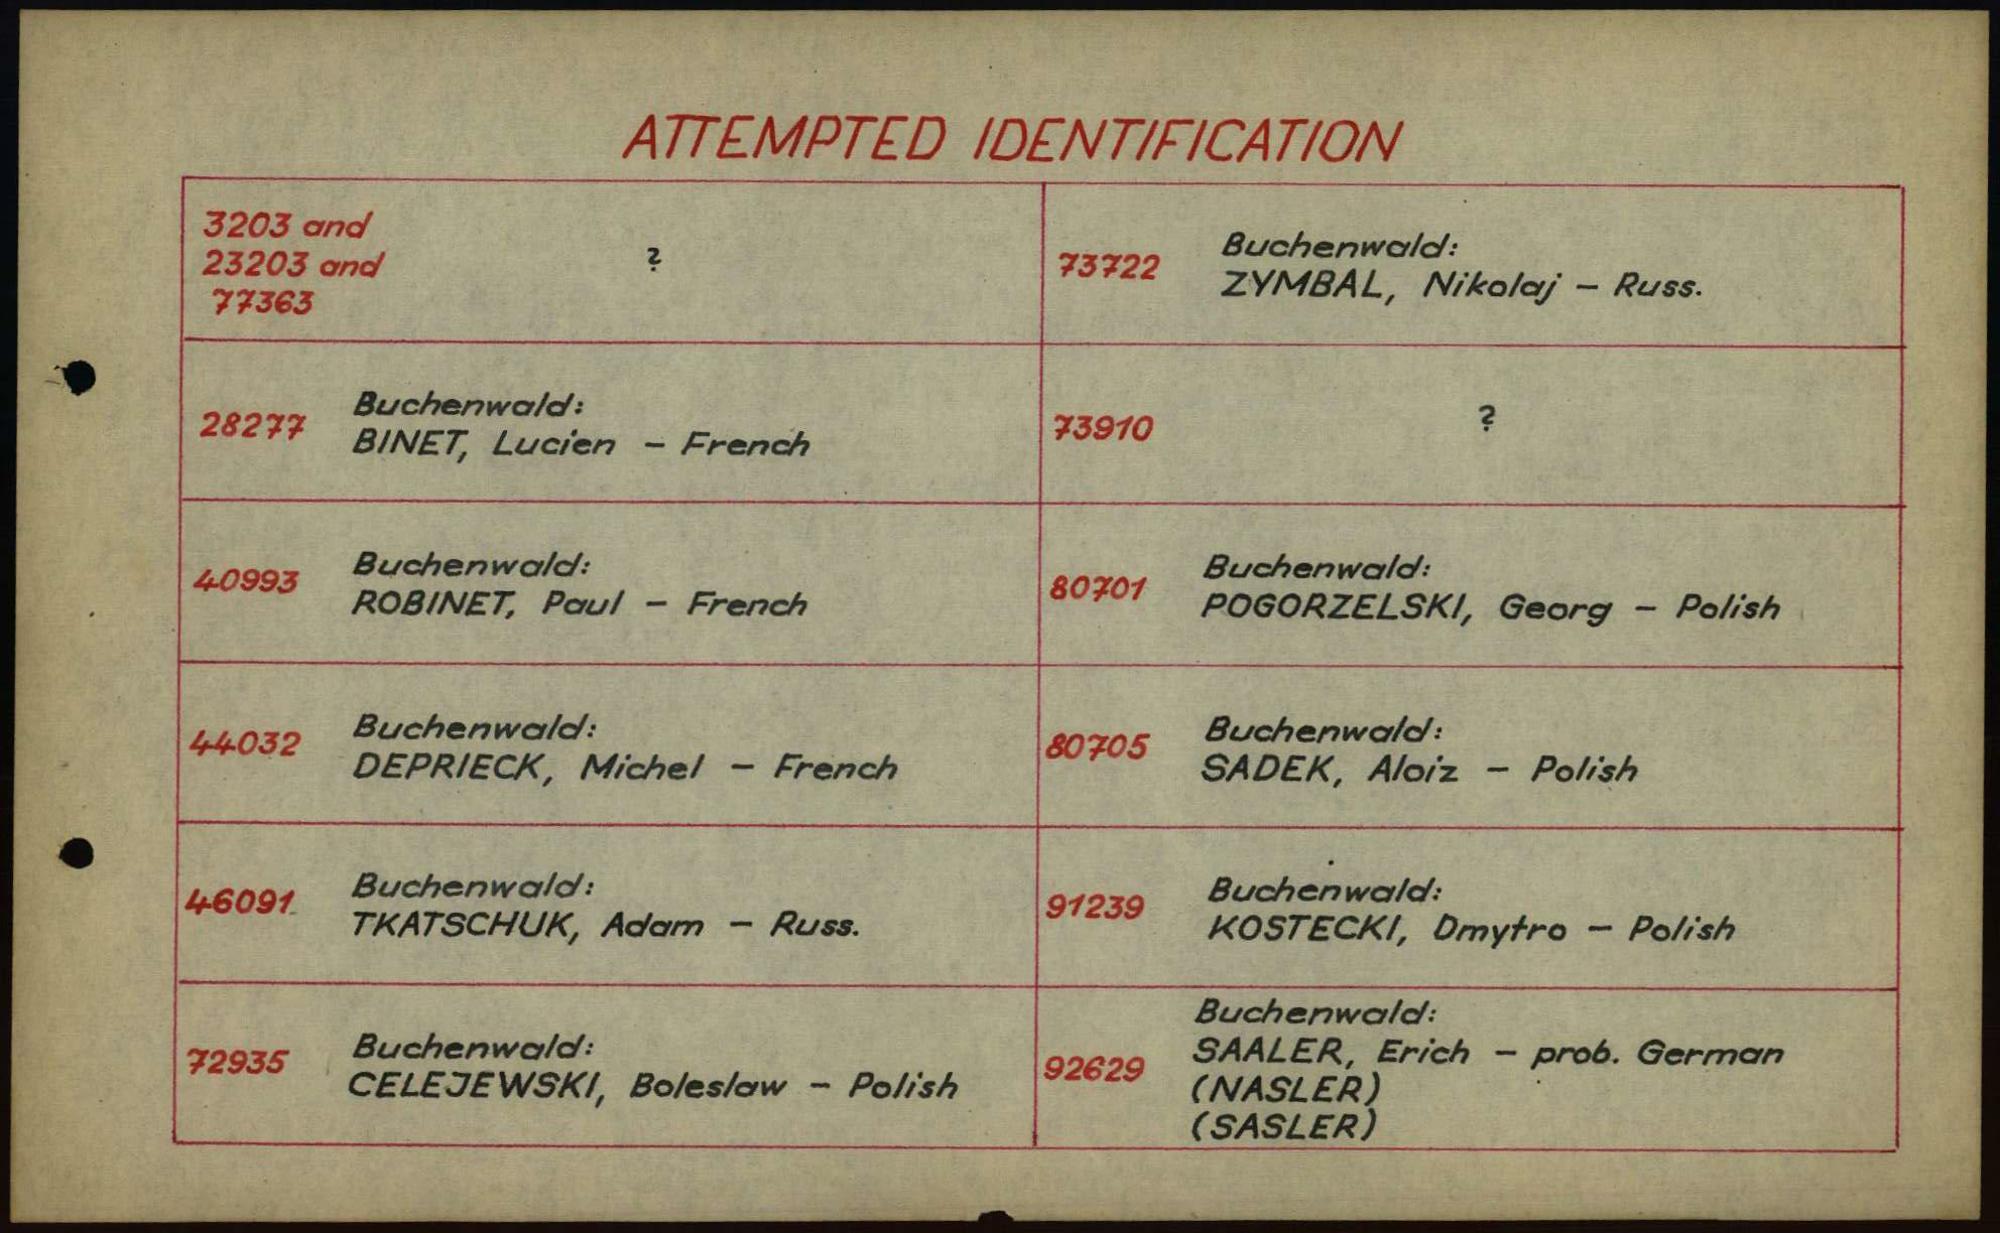 ATTEMPTED IDENTIFICATION
3203 and
23203 and
77363
?
28277
Buchenwald:
BINET, Lucien - French
40993
Buchenwald:
ROBINET, Paul - French
44032
Buchenwald:
DEPRIECK, Michel - French
46091
Buchenwald:
TKATSCHUK, Adam - Russ.
72935
Buchenwald:
CELEJEWSKI, Boleslaw - Polish
73722
Buchenwald:
ZYMBAL, Nikolaj - Russ.
73910
?
80701
Buchenwald:
POGORZELSKI, Georg - Polish
80705
Buchenwald:
SADEK, Aloiz - Polish
91239
Buchenwald:
KOSTECKI, Dmytro - Polish
92629
Buchenwald:
SAALER, Erich - prob. German
(NASLER)
(SASLER)